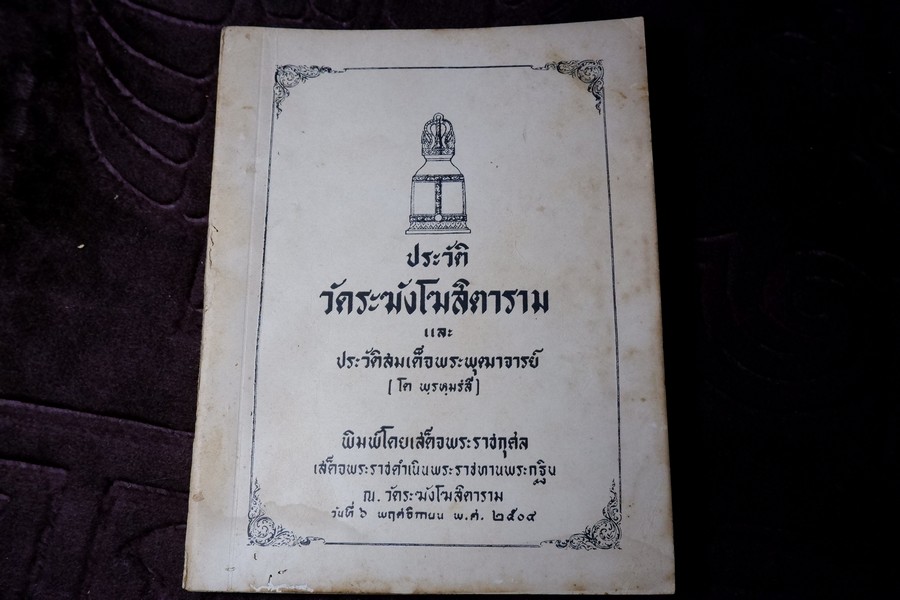 ประวัติ
วัดระฆังโฆสิตาราม
และ
ประวัติสมเด็จพระพุฒาจารย์
(โต พฺรหฺมรํสี)
พิมพ์โดยเสด็จพระราชกุศล
เสด็จพระราชดำเนินพระราชทานพระกฐิน
ณ. วัดระฆังโฆสิตาราม
วันที่ ๖ พฤศจิกายน พ.ศ. ๒๕๐๔